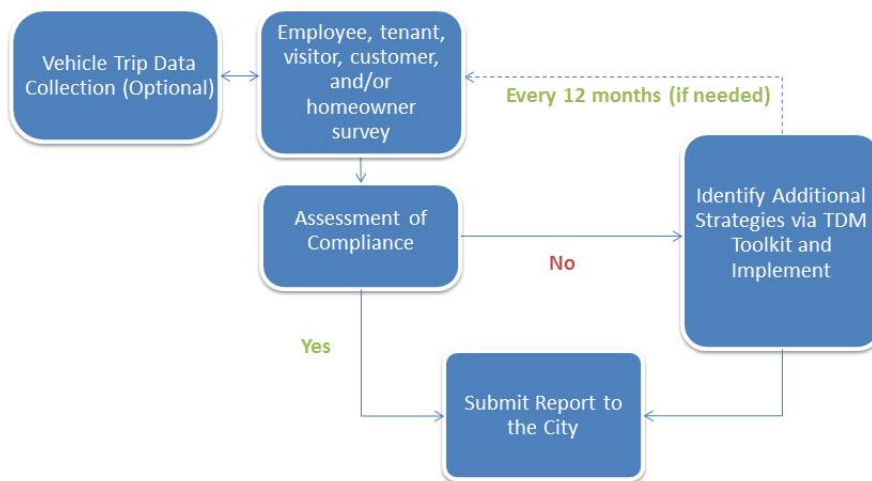 Vehicle Trip Data
Collection (Optional)
Employee, tenant,
visitor, customer,
and/or
homeowner
survey
Every 12 months (if needed)
Assessment of
Compliance
No
Identify Additional
Strategies via TDM
Toolkit and
Implement
Yes
Submit Report to
the City